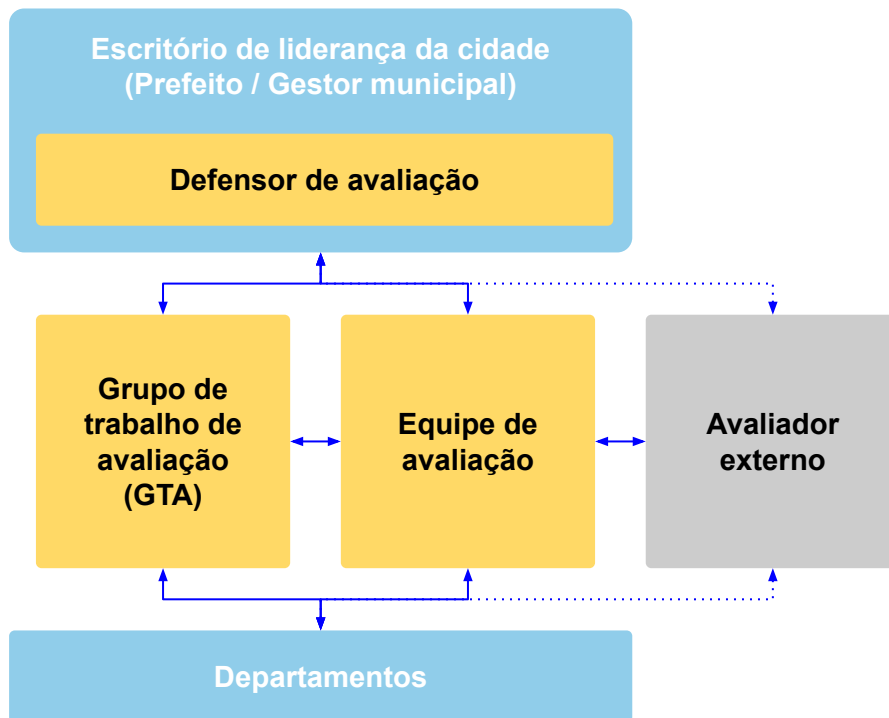 Escritório de liderança da cidade
(Prefeito / Gestor municipal)
Defensor de avaliação
Grupo de
trabalho de
avaliação
(GTA)
Equipe de
avaliação
Avaliador
externo
Departamentos